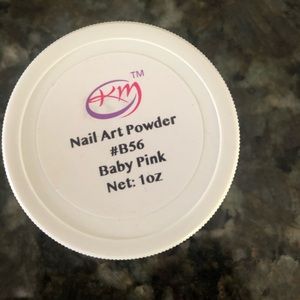 KM™
Nail Art Powder
#B56
Baby Pink
Net: 1oz